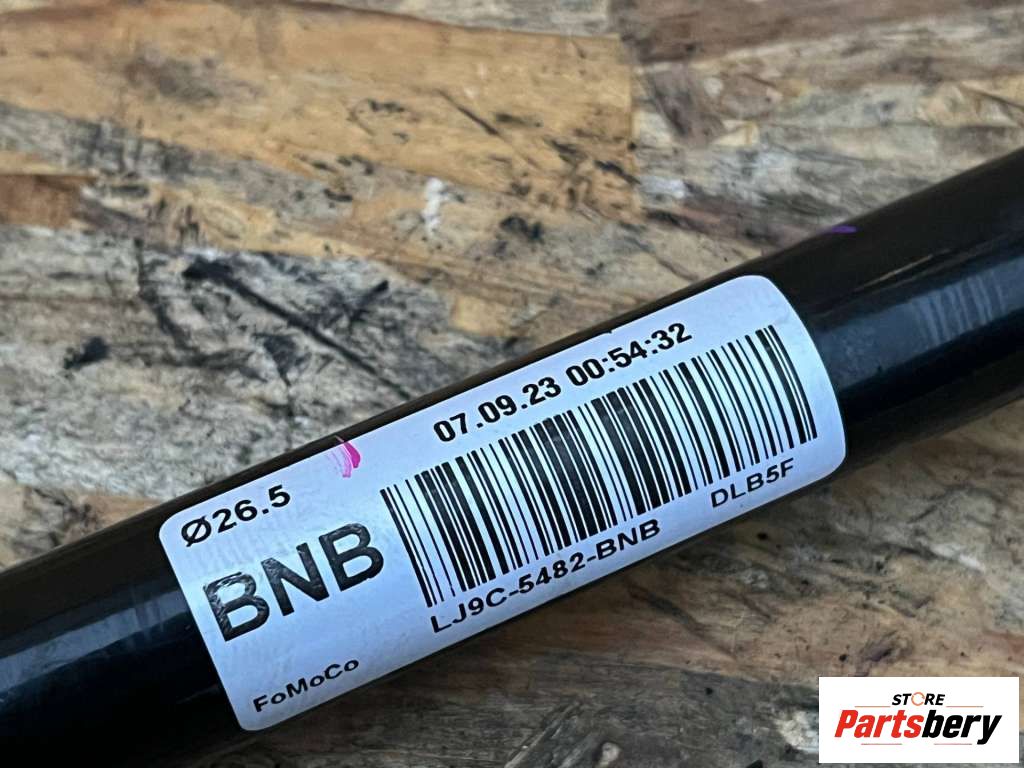 Ø26.5
07.09.23 00:54:32
BNB
LJ9C-5482-BNB DLB5F
FoMoCo
STORE
Partsbery